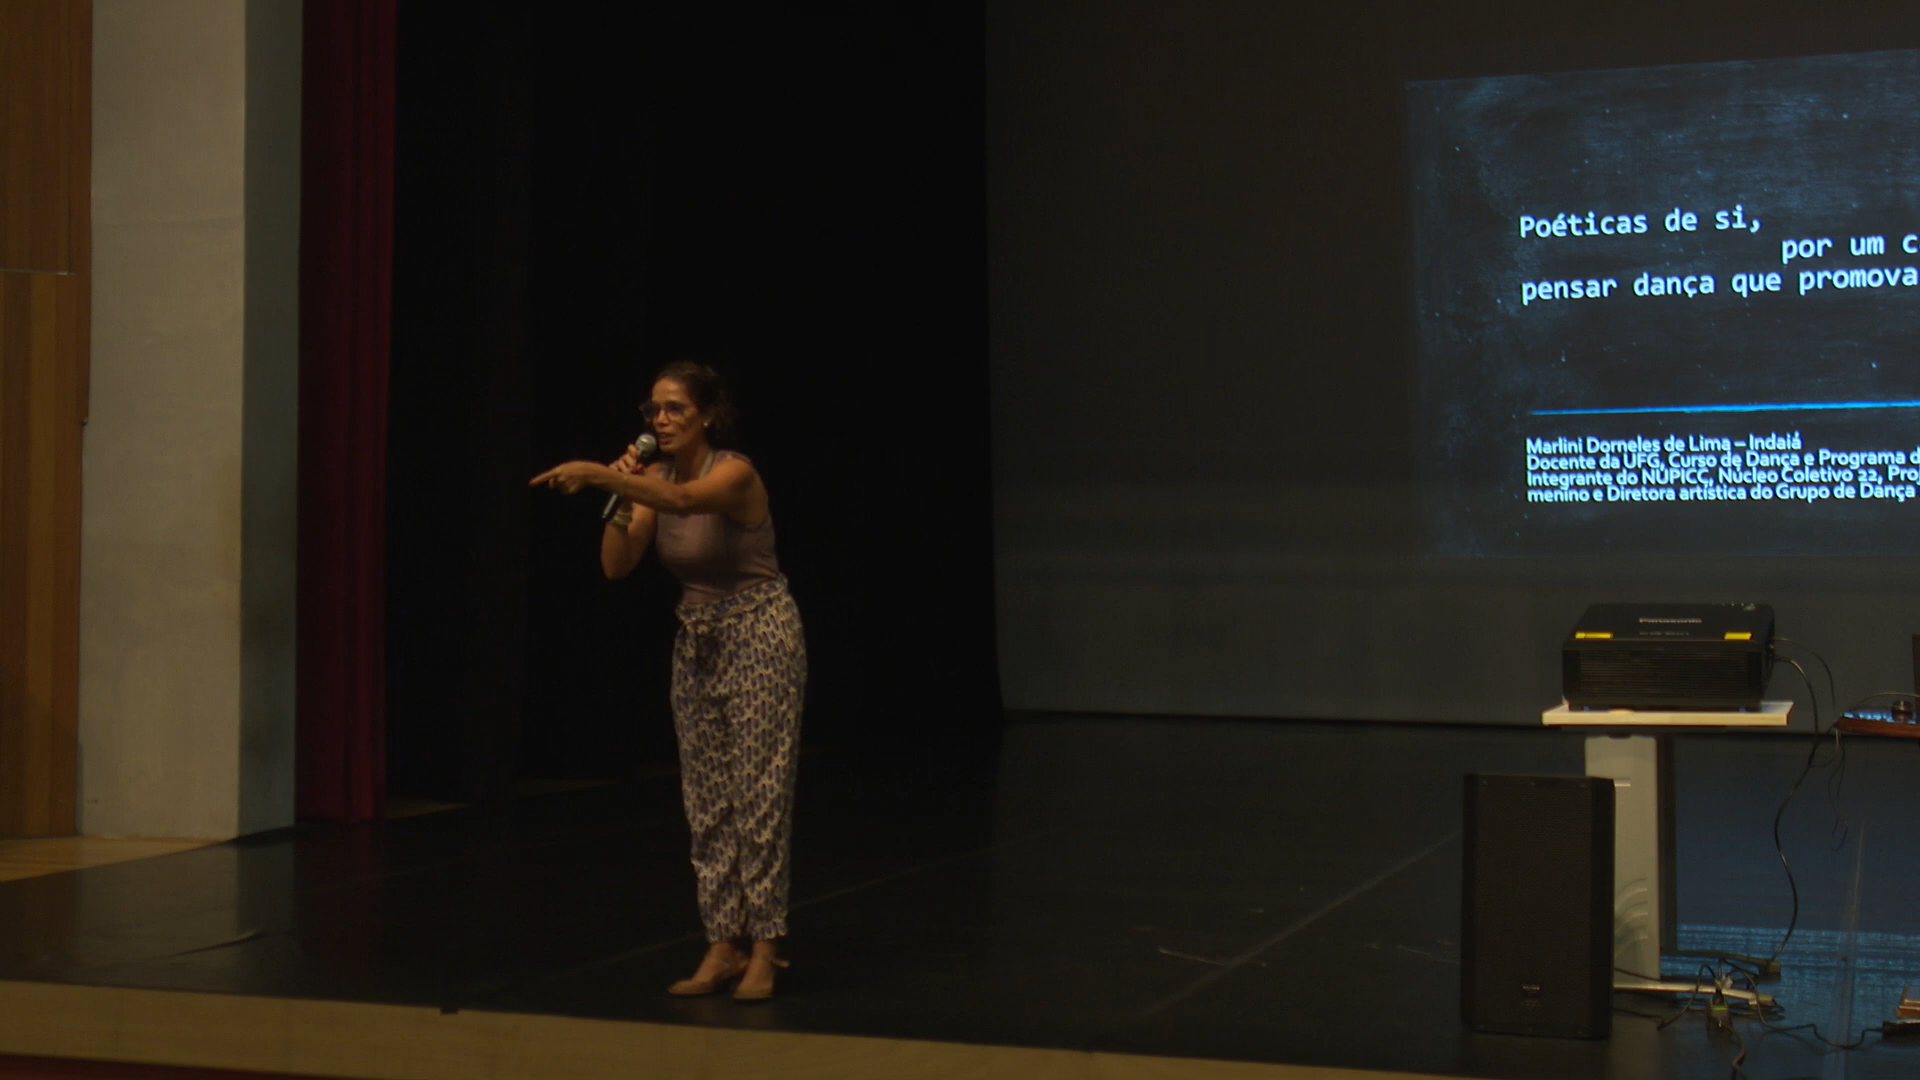 Poéticas de si,
por um c
pensar dança que promova
Marlini Dorneles de Lima – Indaiá
Docente da UFG, Curso de Dança e Programa d
Integrante do NUPICC, Núcleo Coletivo 22, Proj
menino e Diretora artística do Grupo de Dança
Panasonic